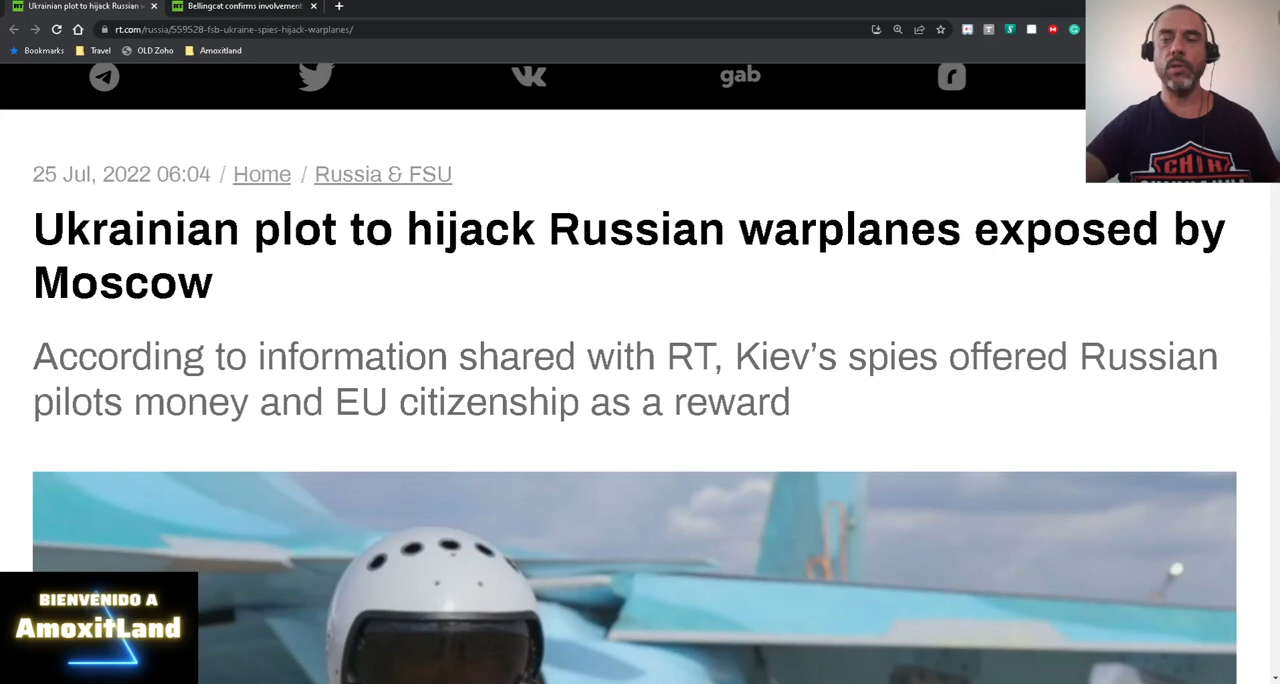 Ukrainian plot to hijack Russian w
Bellingcat confirms involvement
rt.com/russia/559528-fsb-ukraine-spies-hijack-warplanes/
Bookmarks Travel OLD Zoho Amoxitland
gab
25 Jul, 2022 06:04 / Home / Russia & FSU
Ukrainian plot to hijack Russian warplanes exposed by
Moscow
According to information shared with RT, Kiev’s spies offered Russian
pilots money and EU citizenship as a reward
CHIH
BIENVENIDO A
AmoxitLand